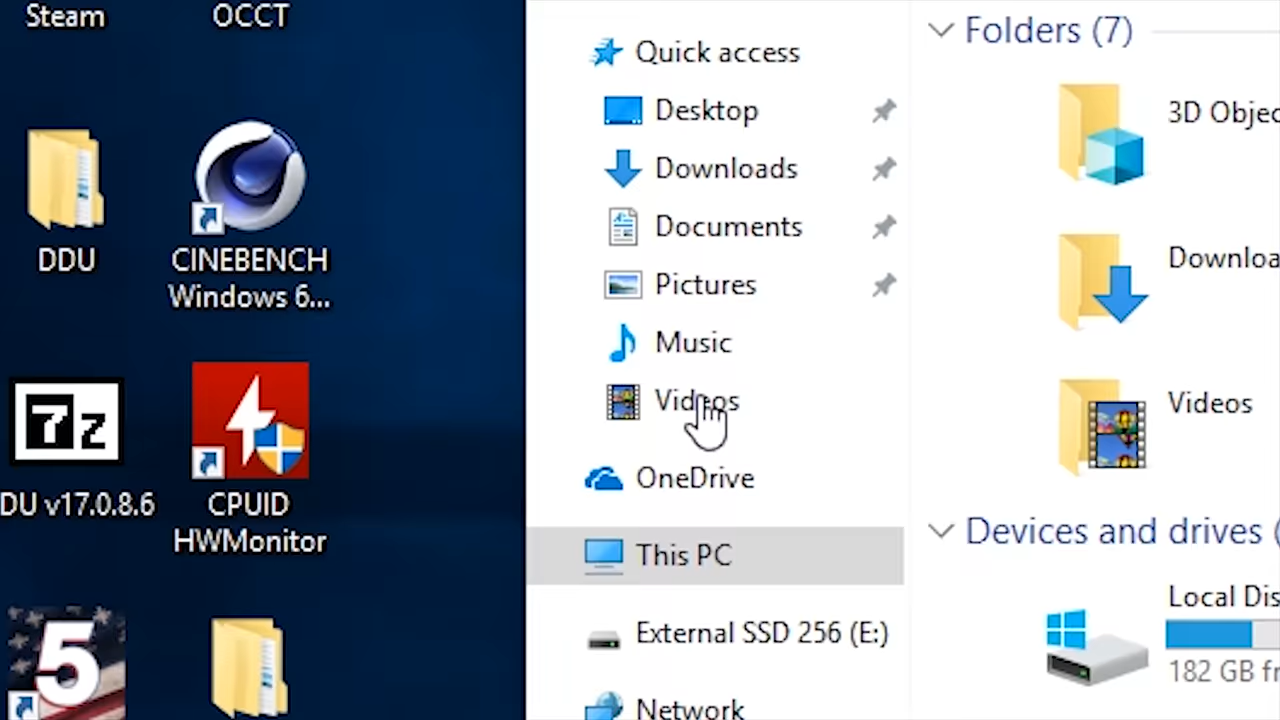 Steam
OCCT
DDU
CINEBENCH
Windows 6...
7z
DU v17.0.8.6
CPUID
HWMonitor
5
Quick access
Desktop
Downloads
Documents
Pictures
Music
Videos
OneDrive
This PC
External SSD 256 (E:)
Network
Folders (7)
3D Objec
Downloa
Videos
Devices and drives (
Local Dis
182 GB fr